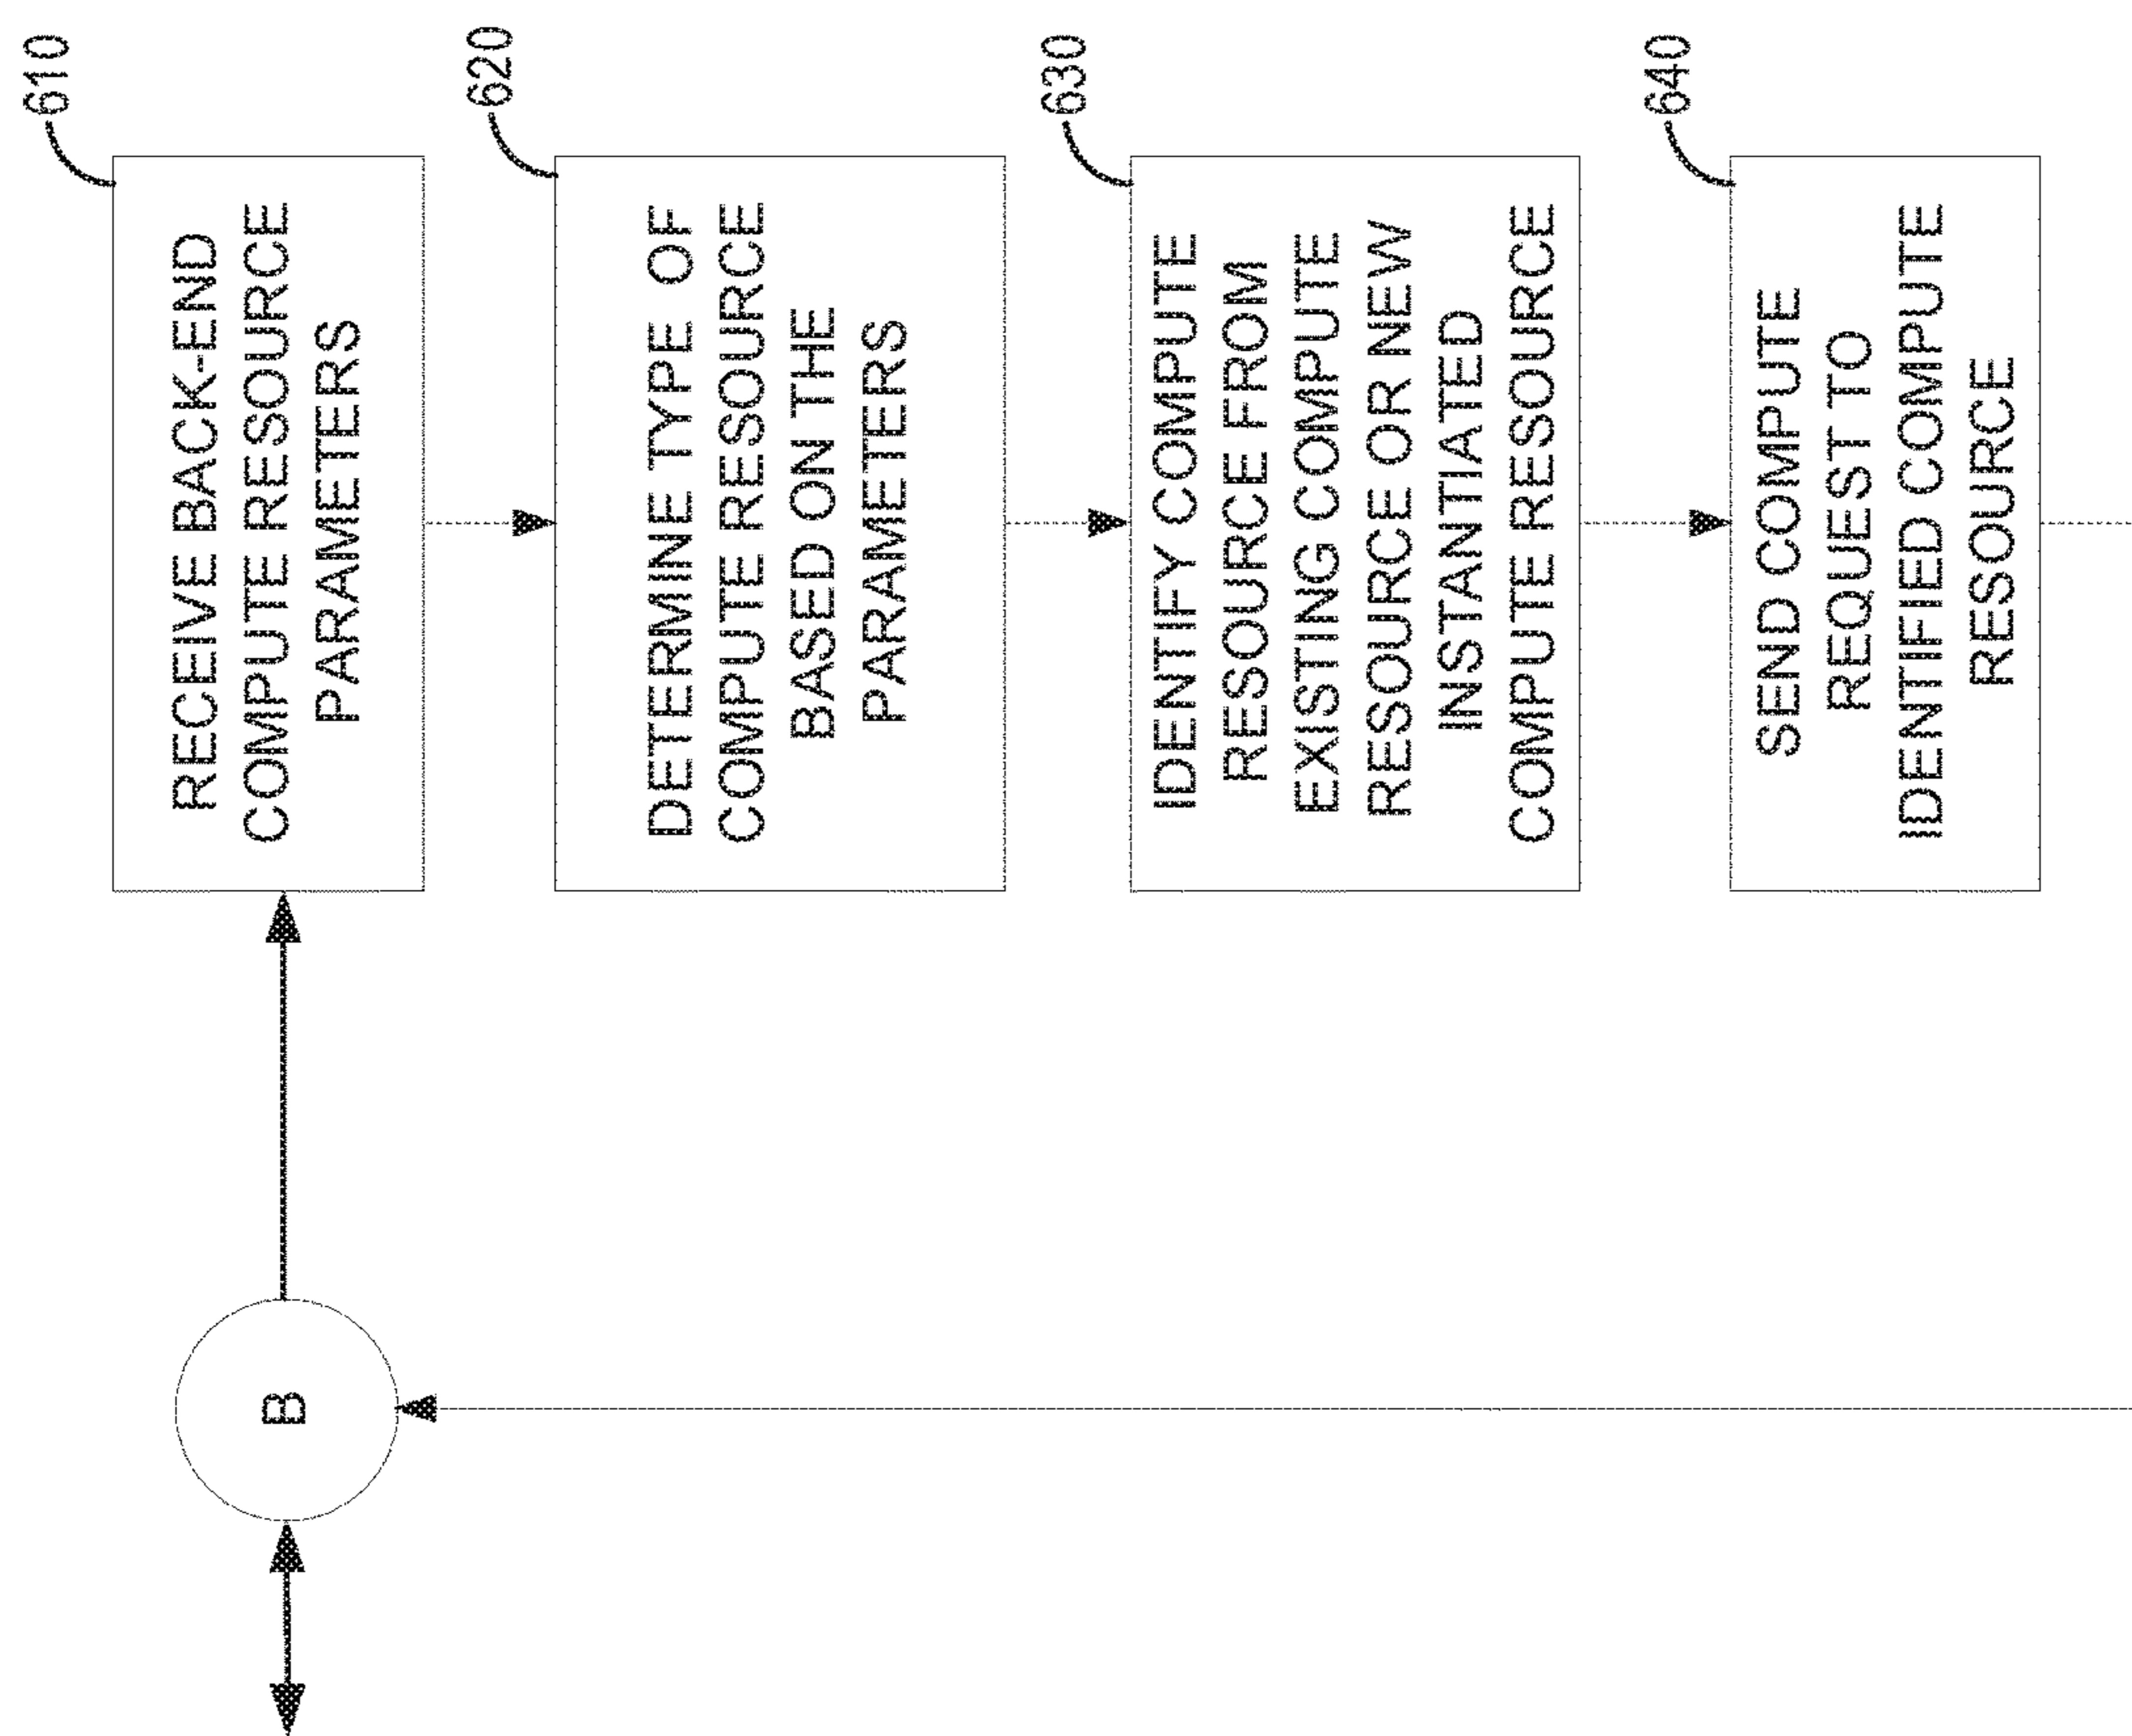 610
RECEIVE BACK-END
COMPUTE RESOURCE
PARAMETERS
620
DETERMINE TYPE OF
COMPUTE RESOURCE
BASED ON THE
PARAMETERS
630
IDENTIFY COMPUTE
RESOURCE FROM
EXISTING COMPUTE
RESOURCE OR NEW
INSTANTIATED
COMPUTE RESOURCE
640
SEND COMPUTE
REQUEST TO
IDENTIFIED COMPUTE
RESOURCE
B